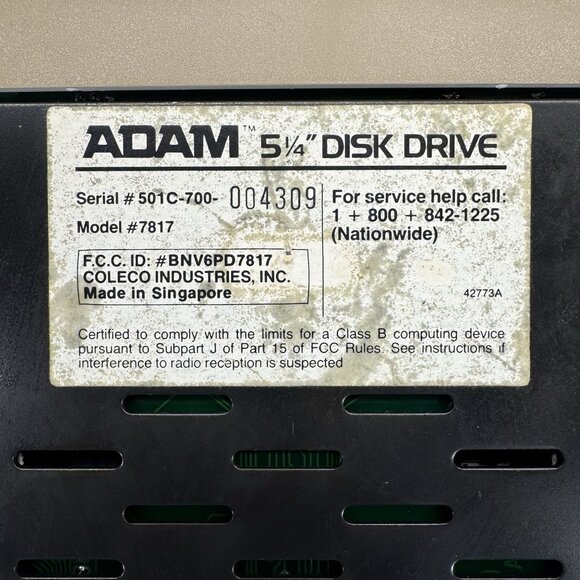 ADAM™ 5¼" DISK DRIVE
Serial # 501C-700- 004309
Model #7817
For service help call:
1 + 800 + 842-1225
(Nationwide)
F.C.C. ID: #BNV6PD7817
COLECO INDUSTRIES, INC.
Made in Singapore
42773A
Certified to comply with the limits for a Class B computing device
pursuant to Subpart J of Part 15 of FCC Rules. See instructions if
interference to radio reception is suspected